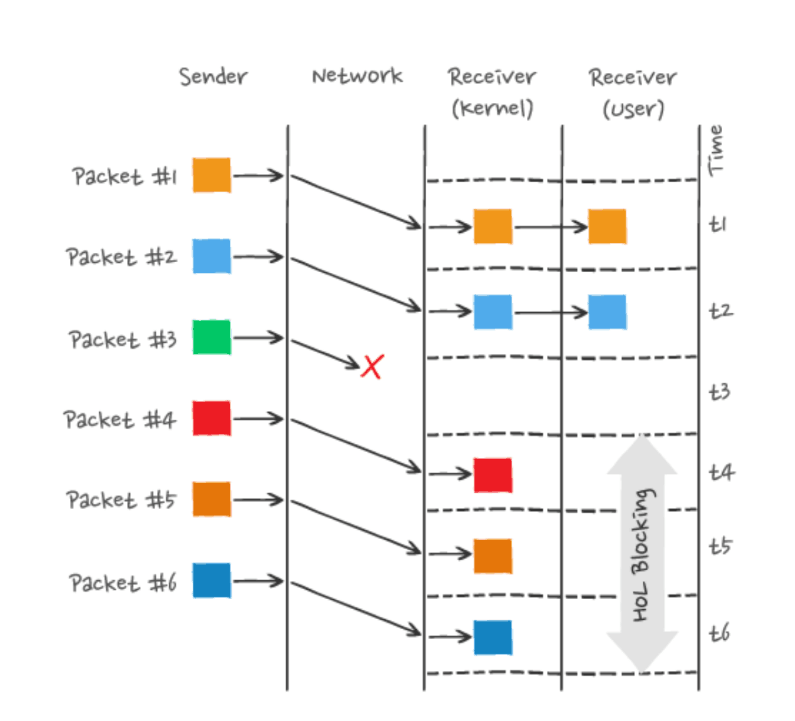 Sender
Network
Receiver
(kernel)
Receiver
(user)
Time
Packet #1
t1
Packet #2
t2
Packet #3
X
t3
Packet #4
t4
Packet #5
t5
HoL Blocking
Packet #6
t6